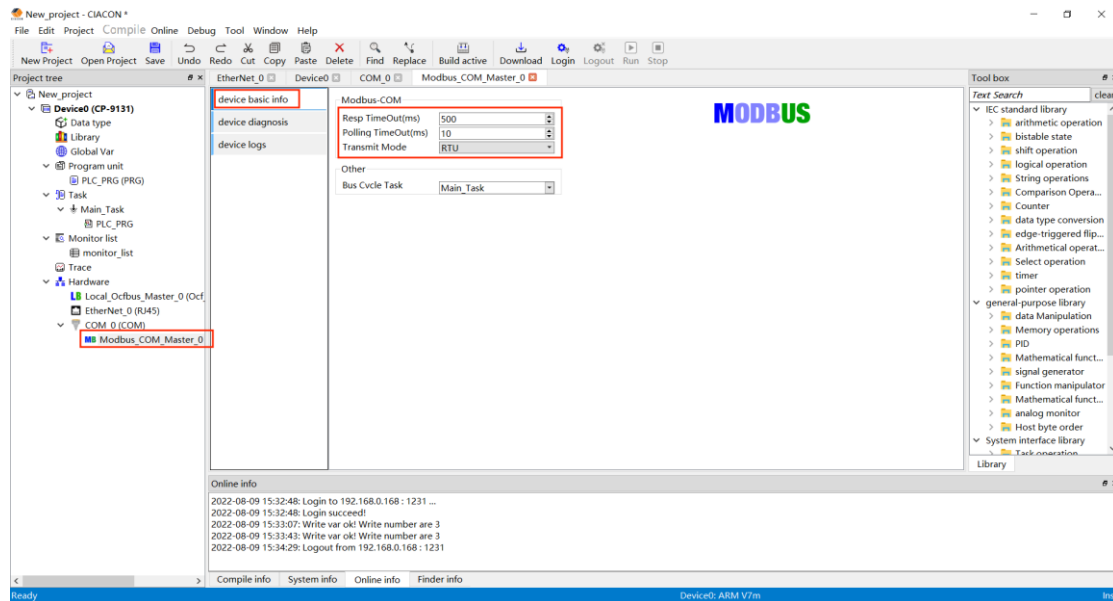 New_project - CIACON *
File Edit Project Compile Online Debug Tool Window Help
New Project Open Project Save Undo Redo Cut Copy Paste Delete Find Replace Build active Download Login Logout Run Stop
Project tree
EtherNet_0 Device0 COM_0 Modbus_COM_Master_0
Tool box
New_project
Device0 (CP-9131)
Data type
Library
Global Var
Program unit
PLC_PRG (PRG)
Task
Main_Task
PLC_PRG
Monitor list
monitor_list
Trace
Hardware
LB Local_Ocfbus_Master_0 (Ocf_
EtherNet_0 (RJ45)
COM_0 (COM)
MB Modbus_COM_Master_0
device basic info
device diagnosis
device logs
Modbus-COM
Resp TimeOut(ms) 500
Polling TimeOut(ms) 10
Transmit Mode RTU
Other
Bus Cycle Task Main_Task
MODBUS
Text Search clea
IEC standard library
arithmetic operation
bistable state
shift operation
logical operation
String operations
Comparison Opera...
Counter
data type conversion
edge-triggered flip...
Arithmetical operat...
Select operation
timer
pointer operation
general-purpose library
data Manipulation
Memory operations
PID
Mathematical funct...
signal generator
Function manipulator
Mathematical funct...
analog monitor
Host byte order
System interface library
Task operation
Library
Online info
2022-08-09 15:32:48: Login to 192.168.0.168 : 1231 ...
2022-08-09 15:32:48: Login succeed!
2022-08-09 15:33:07: Write var ok! Write number are 3
2022-08-09 15:33:43: Write var ok! Write number are 3
2022-08-09 15:34:29: Logout from 192.168.0.168 : 1231
Compile info System info Online info Finder info
Ready Device0: ARM V7m Ins